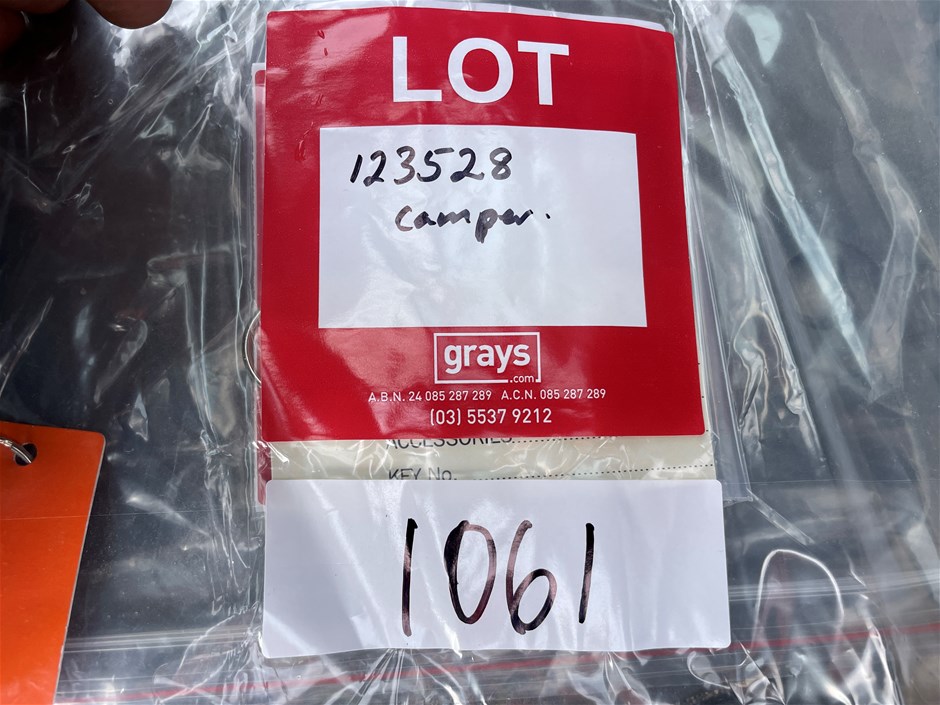 LOT
123528
camper.
grays
.com
A.B.N. 24 085 287 289 A.C.N. 085 287 289
(03) 5537 9212
ACCESSORIES
KEY No.
1061